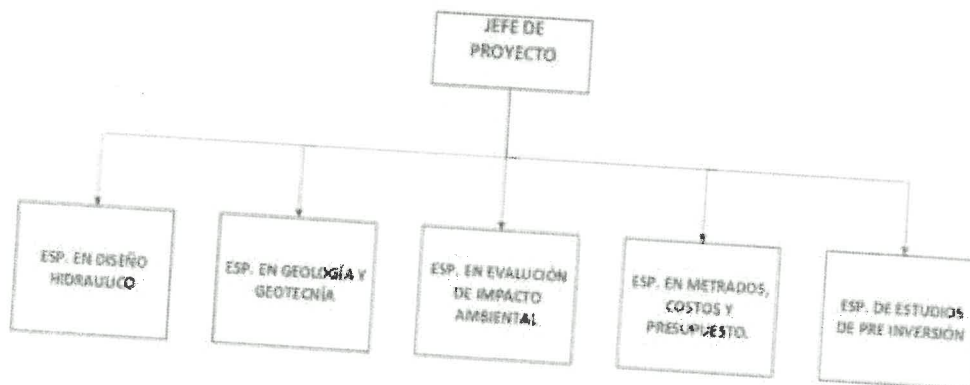 JEFE DE
PROYECTO
ESP. EN DISEÑO
HIDRAULICO
ESP. EN GEOLOGÍA Y
GEOTECNÍA
ESP. EN EVALUCIÓN
DE IMPACTO
AMBIENTAL
ESP. EN METRADOS,
COSTOS Y
PRESUPUESTO.
ESP. DE ESTUDIOS
DE PRE INVERSIÓN